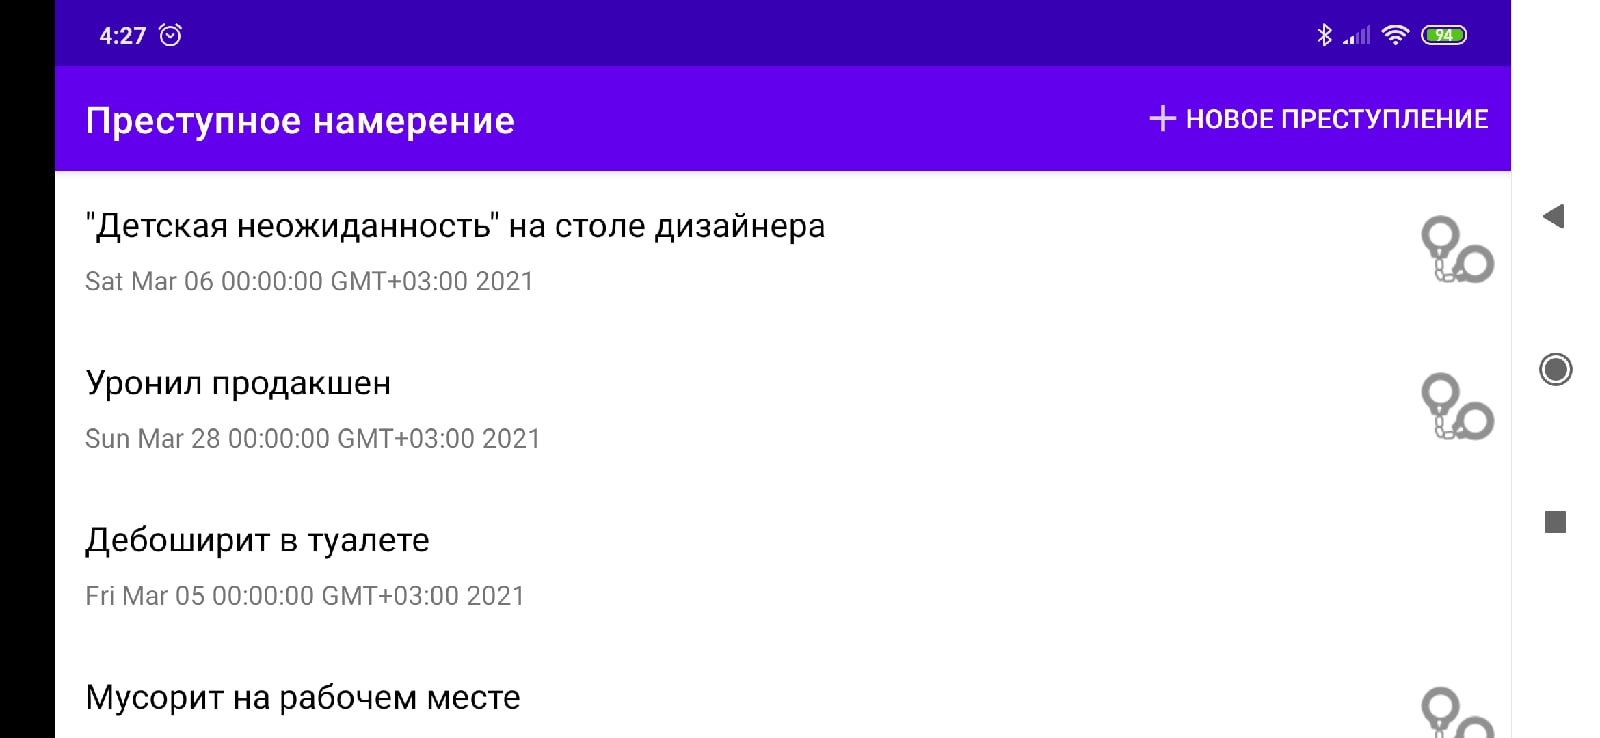 4:27
94
Преступное намерение
+ НОВОЕ ПРЕСТУПЛЕНИЕ
"Детская неожиданность" на столе дизайнера
Sat Mar 06 00:00:00 GMT+03:00 2021
Уронил продакшен
Sun Mar 28 00:00:00 GMT+03:00 2021
Дебоширит в туалете
Fri Mar 05 00:00:00 GMT+03:00 2021
Мусорит на рабочем месте